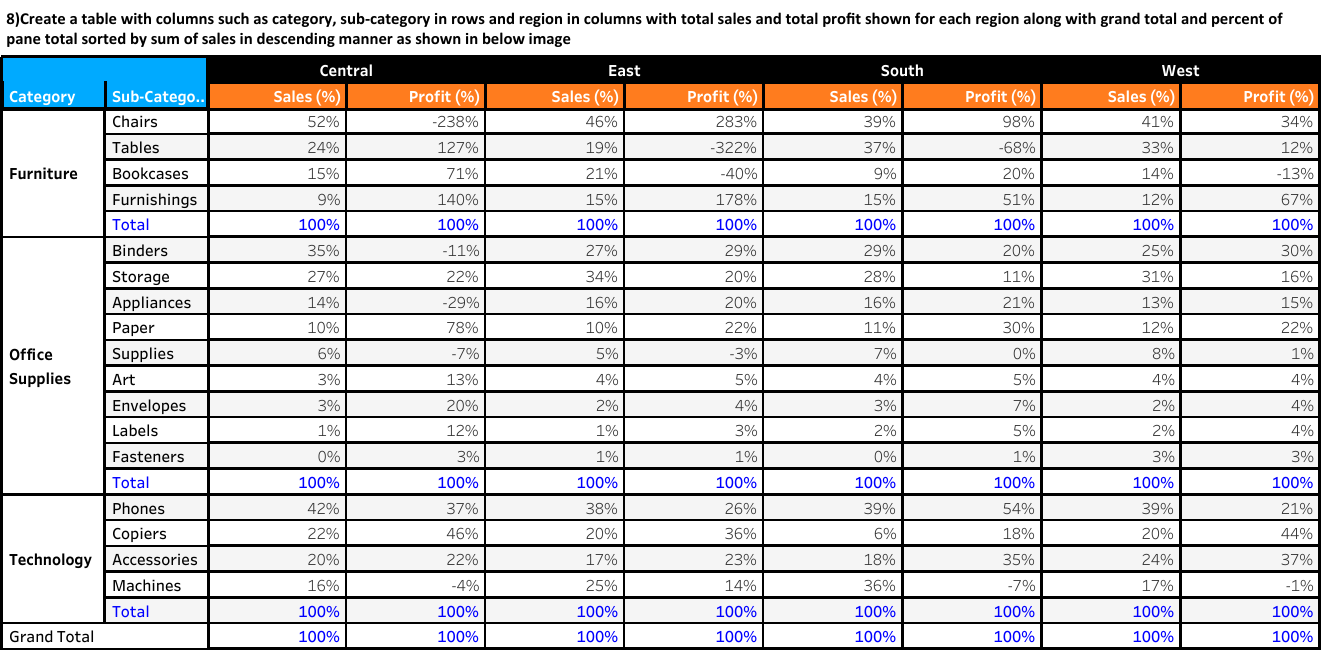 8)Create a table with columns such as category, sub-category in rows and region in columns with total sales and total profit shown for each region along with grand total and percent of
pane total sorted by sum of sales in descending manner as shown in below image
Central East South West
Category Sub-Catego.. Sales (%) Profit (%) Sales (%) Profit (%) Sales (%) Profit (%) Sales (%) Profit (%)
Furniture
Chairs 52% -238% 46% 283% 39% 98% 41% 34%
Tables 24% 127% 19% -322% 37% -68% 33% 12%
Bookcases 15% 71% 21% -40% 9% 20% 14% -13%
Furnishings 9% 140% 15% 178% 15% 51% 12% 67%
Total 100% 100% 100% 100% 100% 100% 100% 100%
Office
Supplies
Binders 35% -11% 27% 29% 29% 20% 25% 30%
Storage 27% 22% 34% 20% 28% 11% 31% 16%
Appliances 14% -29% 16% 20% 16% 21% 13% 15%
Paper 10% 78% 10% 22% 11% 30% 12% 22%
Supplies 6% -7% 5% -3% 7% 0% 8% 1%
Art 3% 13% 4% 5% 4% 5% 4% 4%
Envelopes 3% 20% 2% 4% 3% 7% 2% 4%
Labels 1% 12% 1% 3% 2% 5% 2% 4%
Fasteners 0% 3% 1% 1% 0% 1% 3% 3%
Total 100% 100% 100% 100% 100% 100% 100% 100%
Technology
Phones 42% 37% 38% 26% 39% 54% 39% 21%
Copiers 22% 46% 20% 36% 6% 18% 20% 44%
Accessories 20% 22% 17% 23% 18% 35% 24% 37%
Machines 16% -4% 25% 14% 36% -7% 17% -1%
Total 100% 100% 100% 100% 100% 100% 100% 100%
Grand Total 100% 100% 100% 100% 100% 100% 100% 100%